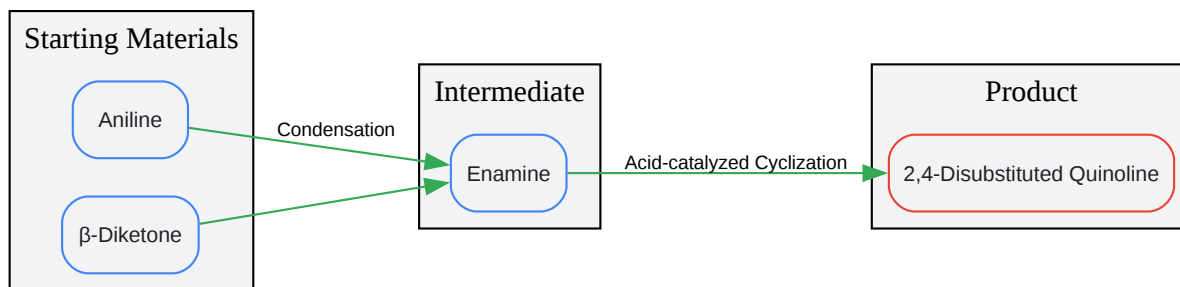 Starting Materials
Aniline
β-Diketone
Condensation
Intermediate
Enamine
Acid-catalyzed Cyclization
Product
2,4-Disubstituted Quinoline